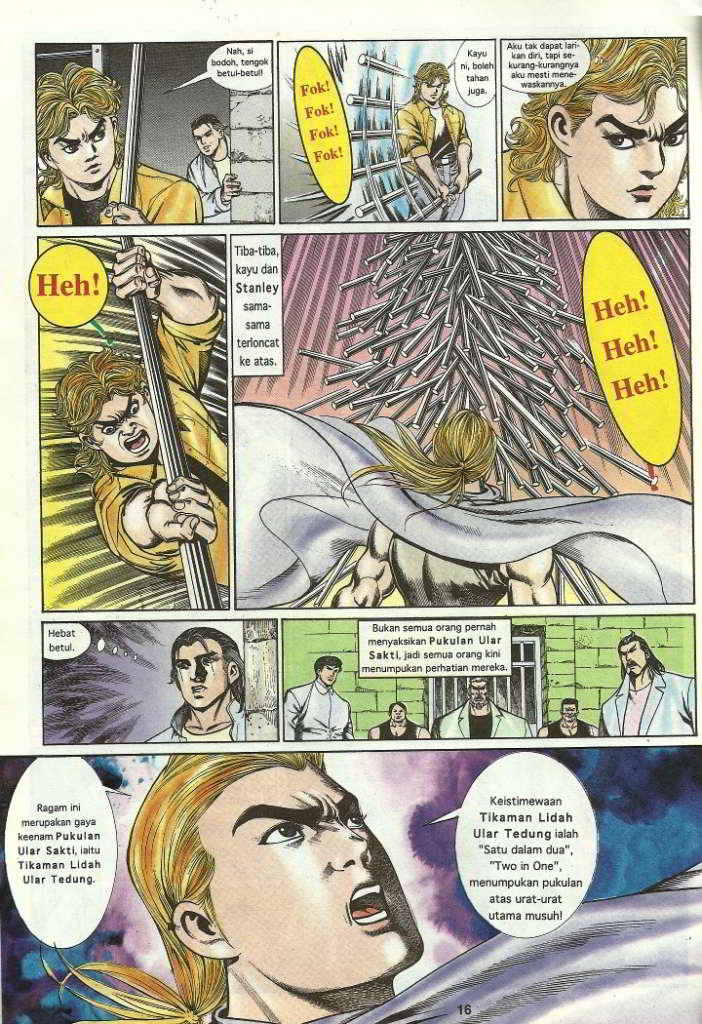 Nah, si
bodoh, tengok
betul-betul!
Fok!
Fok!
Fok!
Fok!
Kayu
ni, boleh
tahan
juga.
Aku tak dapat lari-
kan diri, tapi se-
kurang-kurangnya
aku mesti mene-
waskannya.
Heh!
Tiba-tiba,
kayu dan
Stanley
sama-
sama
terloncat
ke atas.
Heh!
Heh!
Heh!
Hebat
betul.
Bukan semua orang pernah
menyaksikan Pukulan Ular
Sakti, jadi semua orang kini
menumpukan perhatian mereka.
Ragam ini
merupakan gaya
keenam Pukulan
Ular Sakti, iaitu
Tikaman Lidah
Ular Tedung.
Keistimewaan
Tikaman Lidah
Ular Tedung ialah
"Satu dalam dua",
"Two in One",
menumpukan pukulan
atas urat-urat
utama musuh!
16